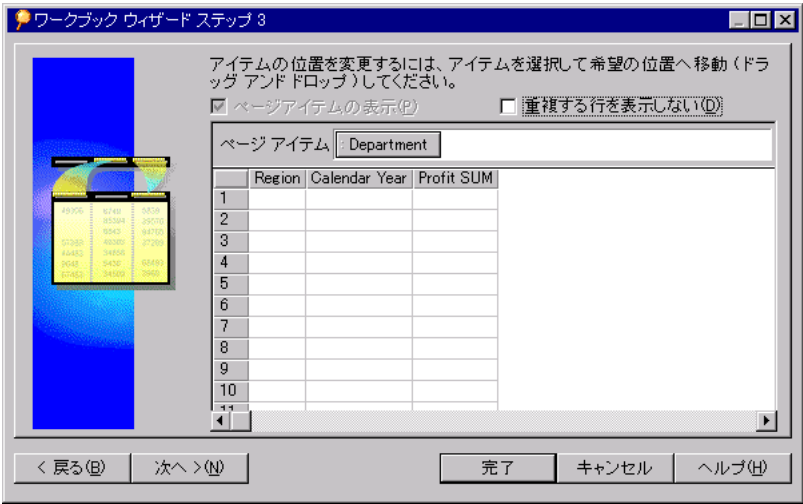 ワークブック ウィザード ステップ 3
アイテムの位置を変更するには、アイテムを選択して希望の位置へ移動（ドラ
ッグ アンド ドロップ）してください。
ページアイテムの表示(P) 重複する行を表示しない(D)
ページ アイテム Department
Region Calendar Year Profit SUM
1
2
3
4
5
6
7
8
9
10
11
< 戻る(B) 次へ >(N) 完了 キャンセル ヘルプ(H)